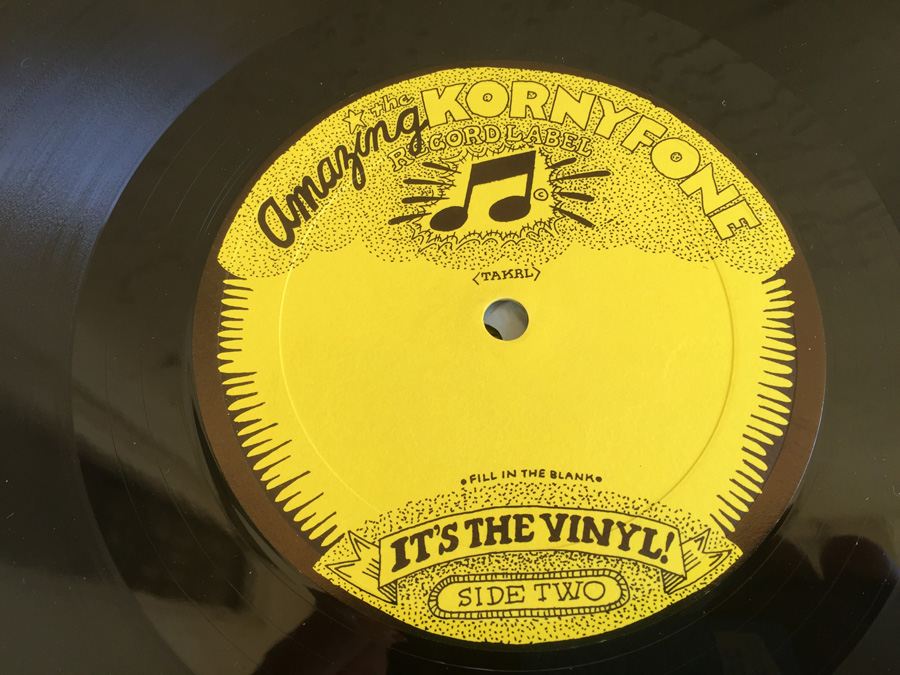 the
Amazing KORNYFONE
RECORD LABEL
<TAKRL>
•FILL IN THE BLANK•
IT'S THE VINYL!
SIDE TWO